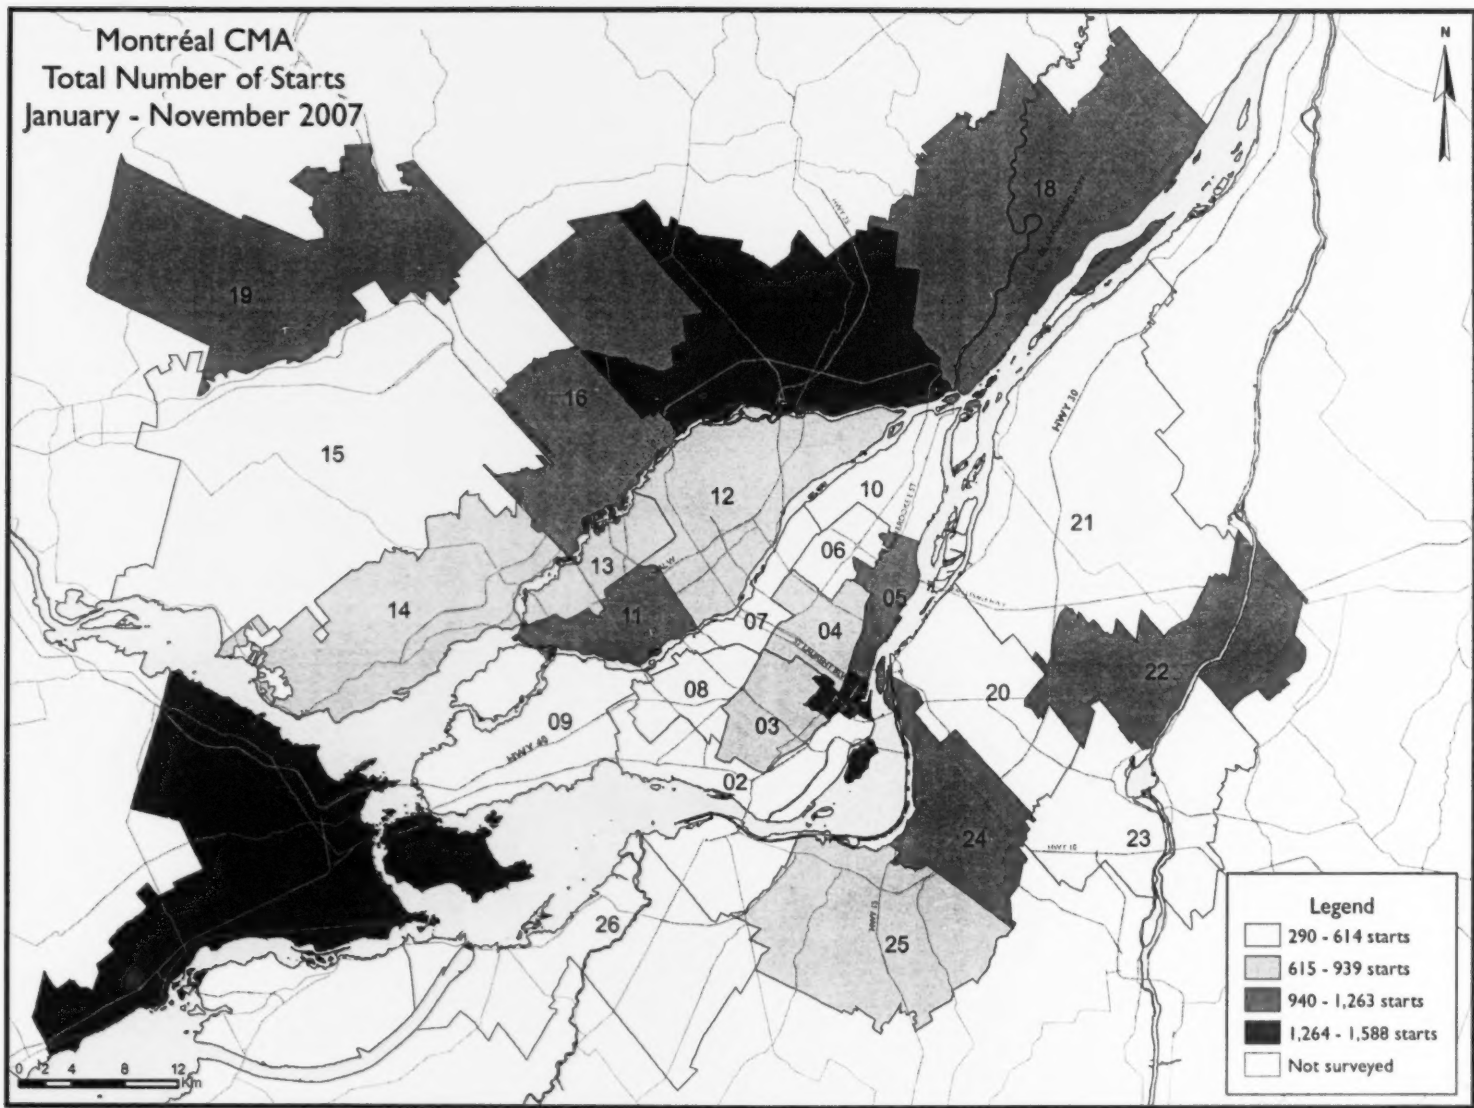 Montréal CMA
Total Number of Starts
January - November 2007
N
HWY 25
18
19
16
HWY 30
15
12
10
21
06
13
14
11
05
07
04
22
08
20
09
03
HWY 40
02
24
23
HWY 10
26
HWY 15
25
Legend
290 - 614 starts
615 - 939 starts
940 - 1,263 starts
1,264 - 1,588 starts
Not surveyed
0 2 4 8 12
Km